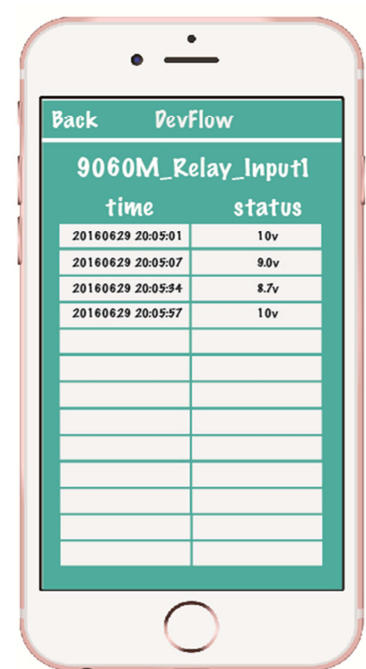 Back DevFlow
9060M_Relay_Input1
time status
20160629 20:05:01 10v
20160629 20:05:07 9.0v
20160629 20:05:34 8.7v
20160629 20:05:57 10v